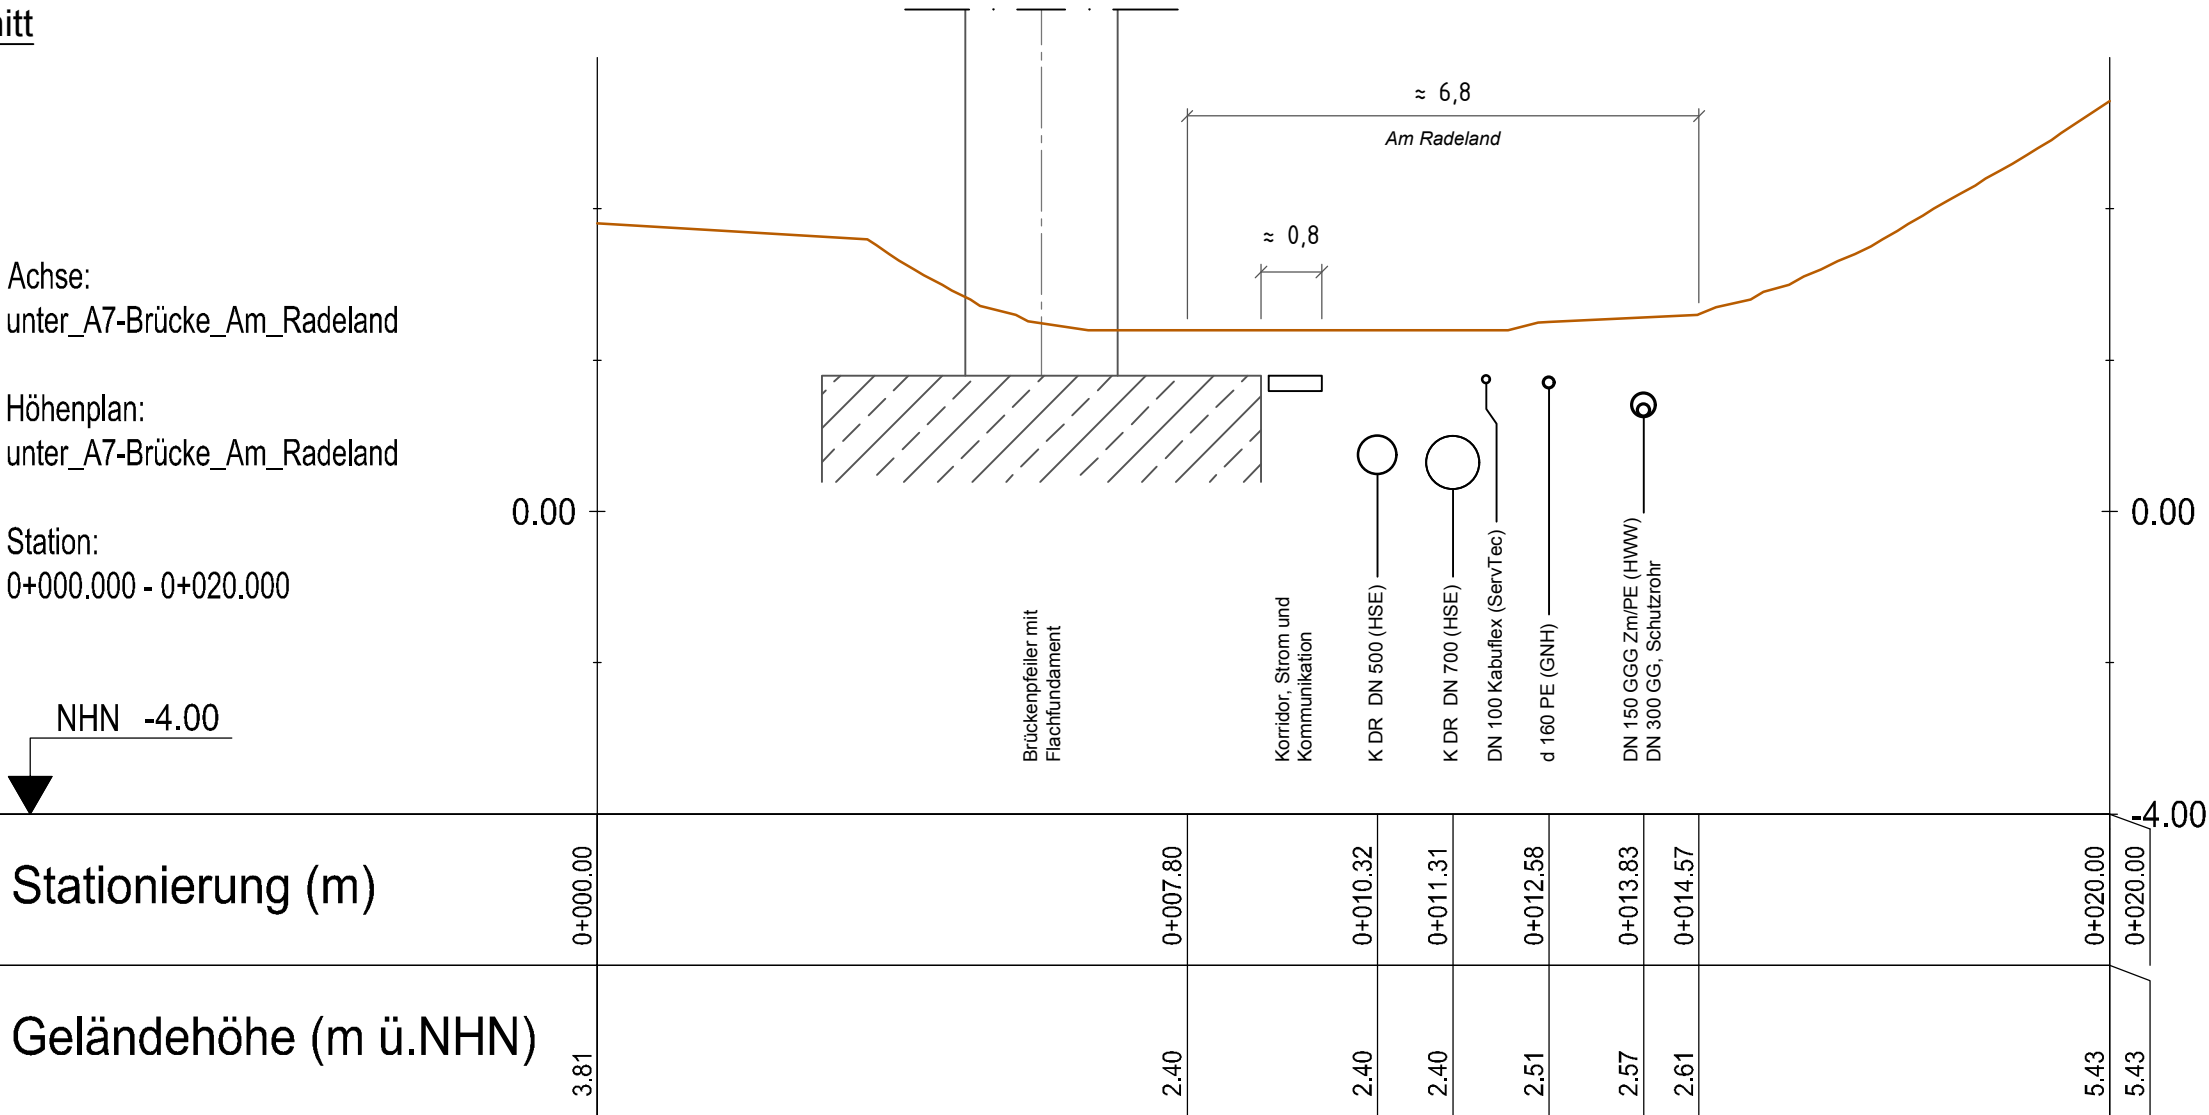 ≈ 6,8
Am Radeland
≈ 0,8
Achse:
unter_A7-Brücke_Am_Radeland
Höhenplan:
unter_A7-Brücke_Am_Radeland
Station:
0+000.000 - 0+020.000
0.00
0.00
NHN -4.00
-4.00
Brückenpfeiler mit
Flachfundament
Korridor, Strom und
Kommunikation
K DR DN 500 (HSE)
K DR DN 700 (HSE)
DN 100 Kabuflex (ServTec)
d 160 PE (GNH)
DN 150 GGG Zm/PE (HWW)
DN 300 GG, Schutzrohr
Stationierung (m)
0+000.00
0+007.80
0+010.32
0+011.31
0+012.58
0+013.83
0+014.57
0+020.00
0+020.00
Geländehöhe (m ü.NHN)
3.81
2.40
2.40
2.40
2.51
2.57
2.61
5.43
5.43